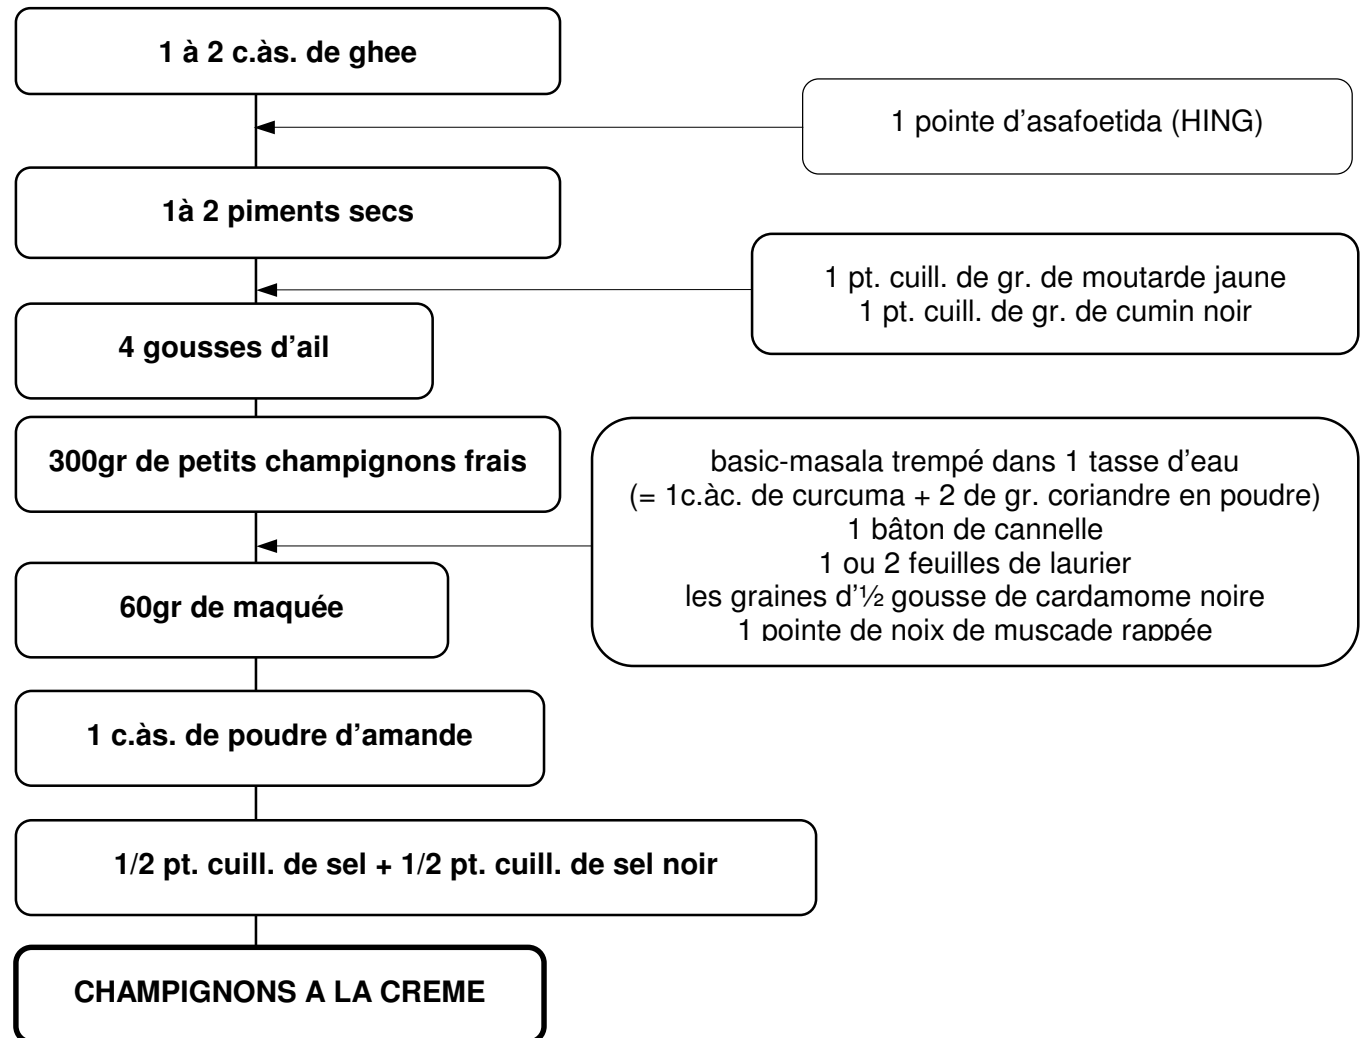 1 à 2 c.às. de ghee
1 pointe d’asafoetida (HING)
1à 2 piments secs
1 pt. cuill. de gr. de moutarde jaune
1 pt. cuill. de gr. de cumin noir
4 gousses d’ail
300gr de petits champignons frais
basic-masala trempé dans 1 tasse d’eau
(= 1c.àc. de curcuma + 2 de gr. coriandre en poudre)
1 bâton de cannelle
1 ou 2 feuilles de laurier
les graines d’½ gousse de cardamome noire
1 pointe de noix de muscade rappée
60gr de maquée
1 c.às. de poudre d’amande
1/2 pt. cuill. de sel + 1/2 pt. cuill. de sel noir
CHAMPIGNONS A LA CREME